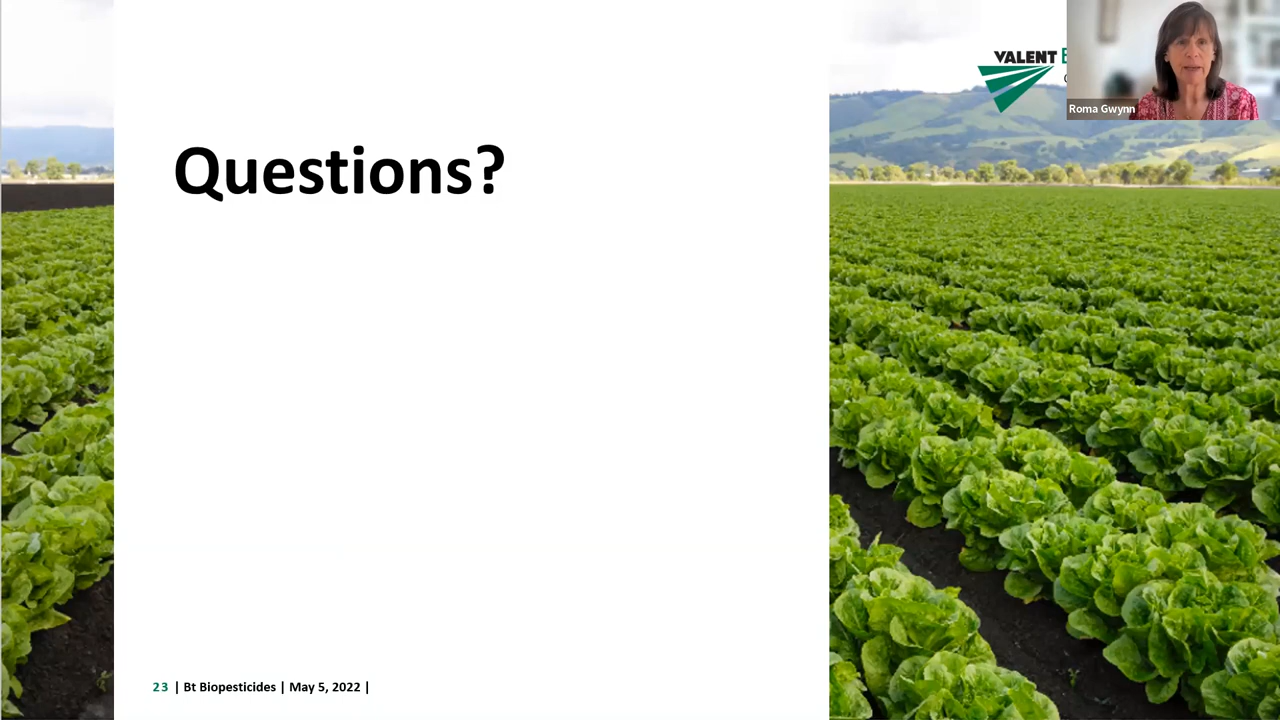 VALENT
Roma Gwynn
Questions?
23 | Bt Biopesticides | May 5, 2022 |